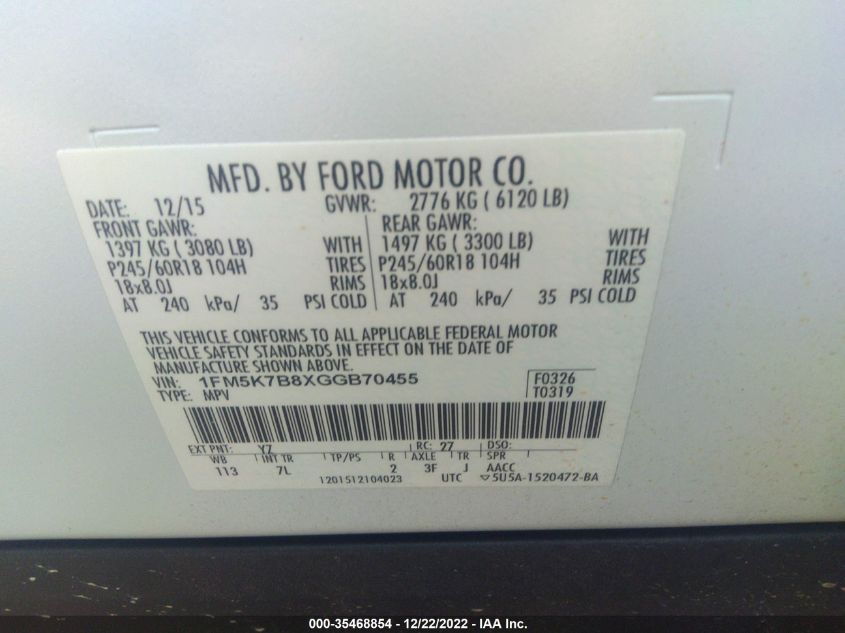 MFD. BY FORD MOTOR CO.
DATE: 12/15 GVWR: 2776 KG ( 6120 LB)
FRONT GAWR: REAR GAWR:
1397 KG ( 3080 LB) WITH 1497 KG ( 3300 LB) WITH
P245/60R18 104H TIRES P245/60R18 104H TIRES
18x8.0J RIMS 18x8.0J RIMS
AT 240 kPa/ 35 PSI COLD AT 240 kPa/ 35 PSI COLD
THIS VEHICLE CONFORMS TO ALL APPLICABLE FEDERAL MOTOR
VEHICLE SAFETY STANDARDS IN EFFECT ON THE DATE OF
MANUFACTURE SHOWN ABOVE.
VIN: 1FM5K7B8XGGB70455 F0326
TYPE: MPV T0319
EXT PNT: YZ RC: 27 DSO:
WB INT TR TP/PS R AXLE TR SPR
113 7L 2 3F J AACC
1201512104023 UTC ▽5U5A-1520472-BA
000-35468854 - 12/22/2022 - IAA Inc.